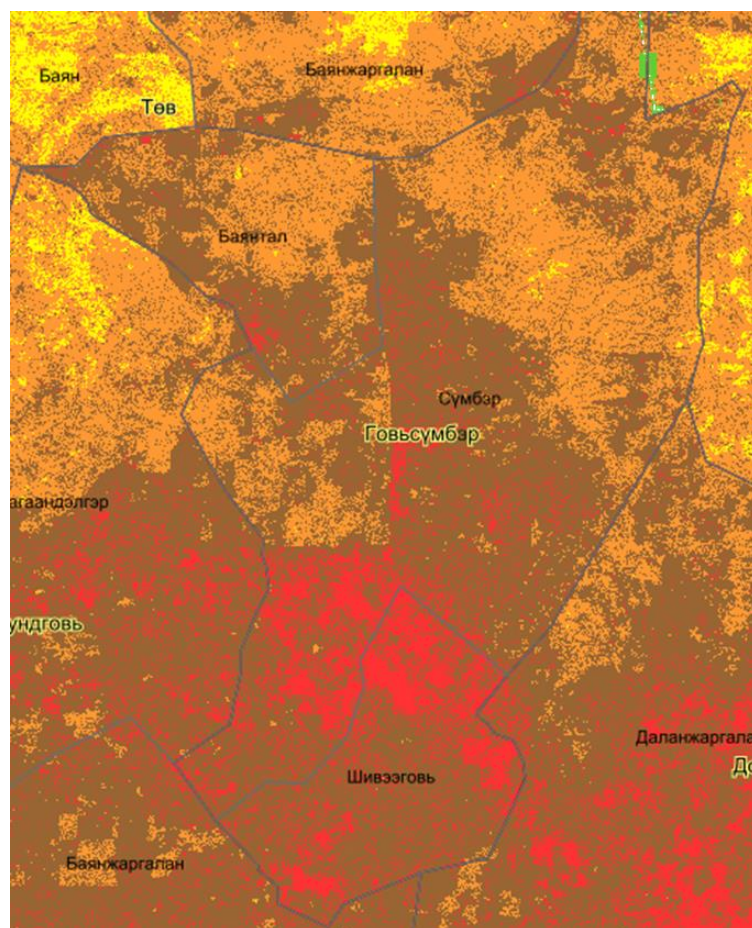 Баян
Баянжаргалан
Төв
Баянтал
Сүмбэр
Говьсүмбэр
агаандэлгэр
ундговь
Даланжаргала
До
Шивээговь
Баянжаргалан